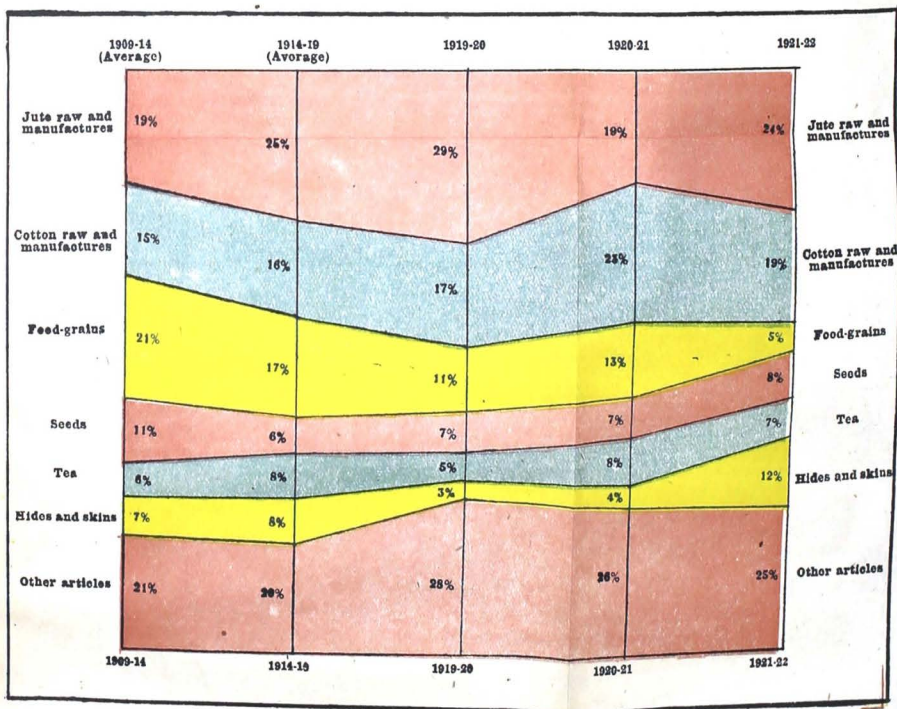 1909-14 1914-19 1919-20 1920-21 1921-22
(Average) (Avorage)
Jute raw and
manufactures
19% 25% 29% 19% 24%
Jute raw and
manufactures
Cotton raw and
manufactures
15% 16% 17% 23% 19%
Cotton raw and
manufactures
Food-grains 21% 17% 11% 13% 5% Food-grains
Seeds 11% 6% 7% 7% 8% Seeds
Tea 6% 8% 5% 8% 7% Tea
Hides and skins 7% 8% 3% 4% 12% Hides and skins
Other articles 21% 20% 28% 26% 25% Othor articles
1909-14 1914-19 1919-20 1920-21 1921-22